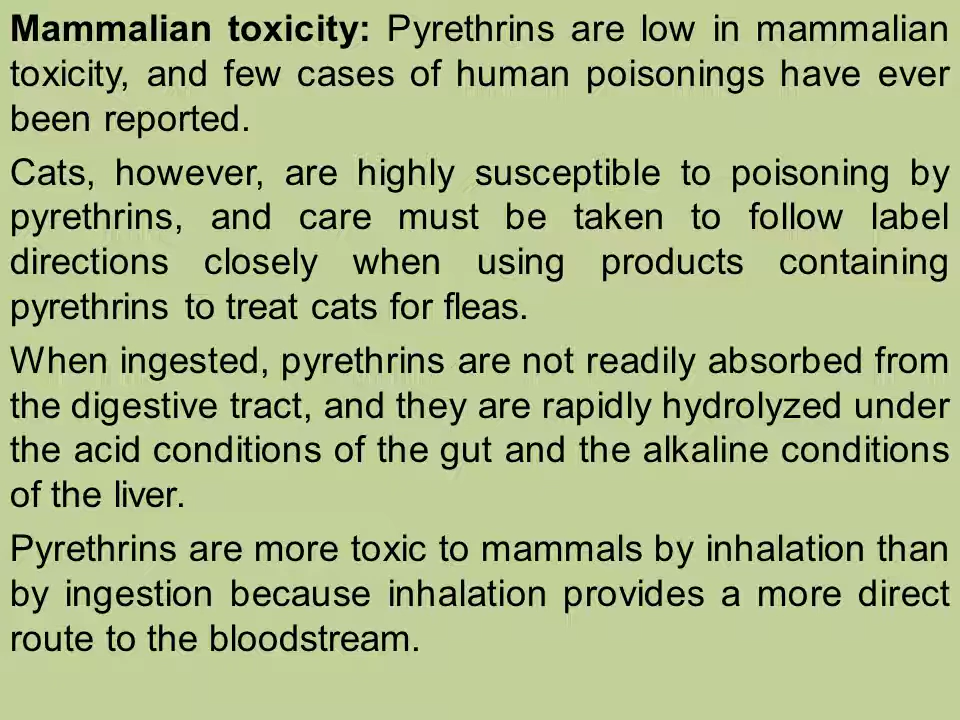 Mammalian toxicity: Pyrethrins are low in mammalian
toxicity, and few cases of human poisonings have ever
been reported.
Cats, however, are highly susceptible to poisoning by
pyrethrins, and care must be taken to follow label
directions closely when using products containing
pyrethrins to treat cats for fleas.
When ingested, pyrethrins are not readily absorbed from
the digestive tract, and they are rapidly hydrolyzed under
the acid conditions of the gut and the alkaline conditions
of the liver.
Pyrethrins are more toxic to mammals by inhalation than
by ingestion because inhalation provides a more direct
route to the bloodstream.